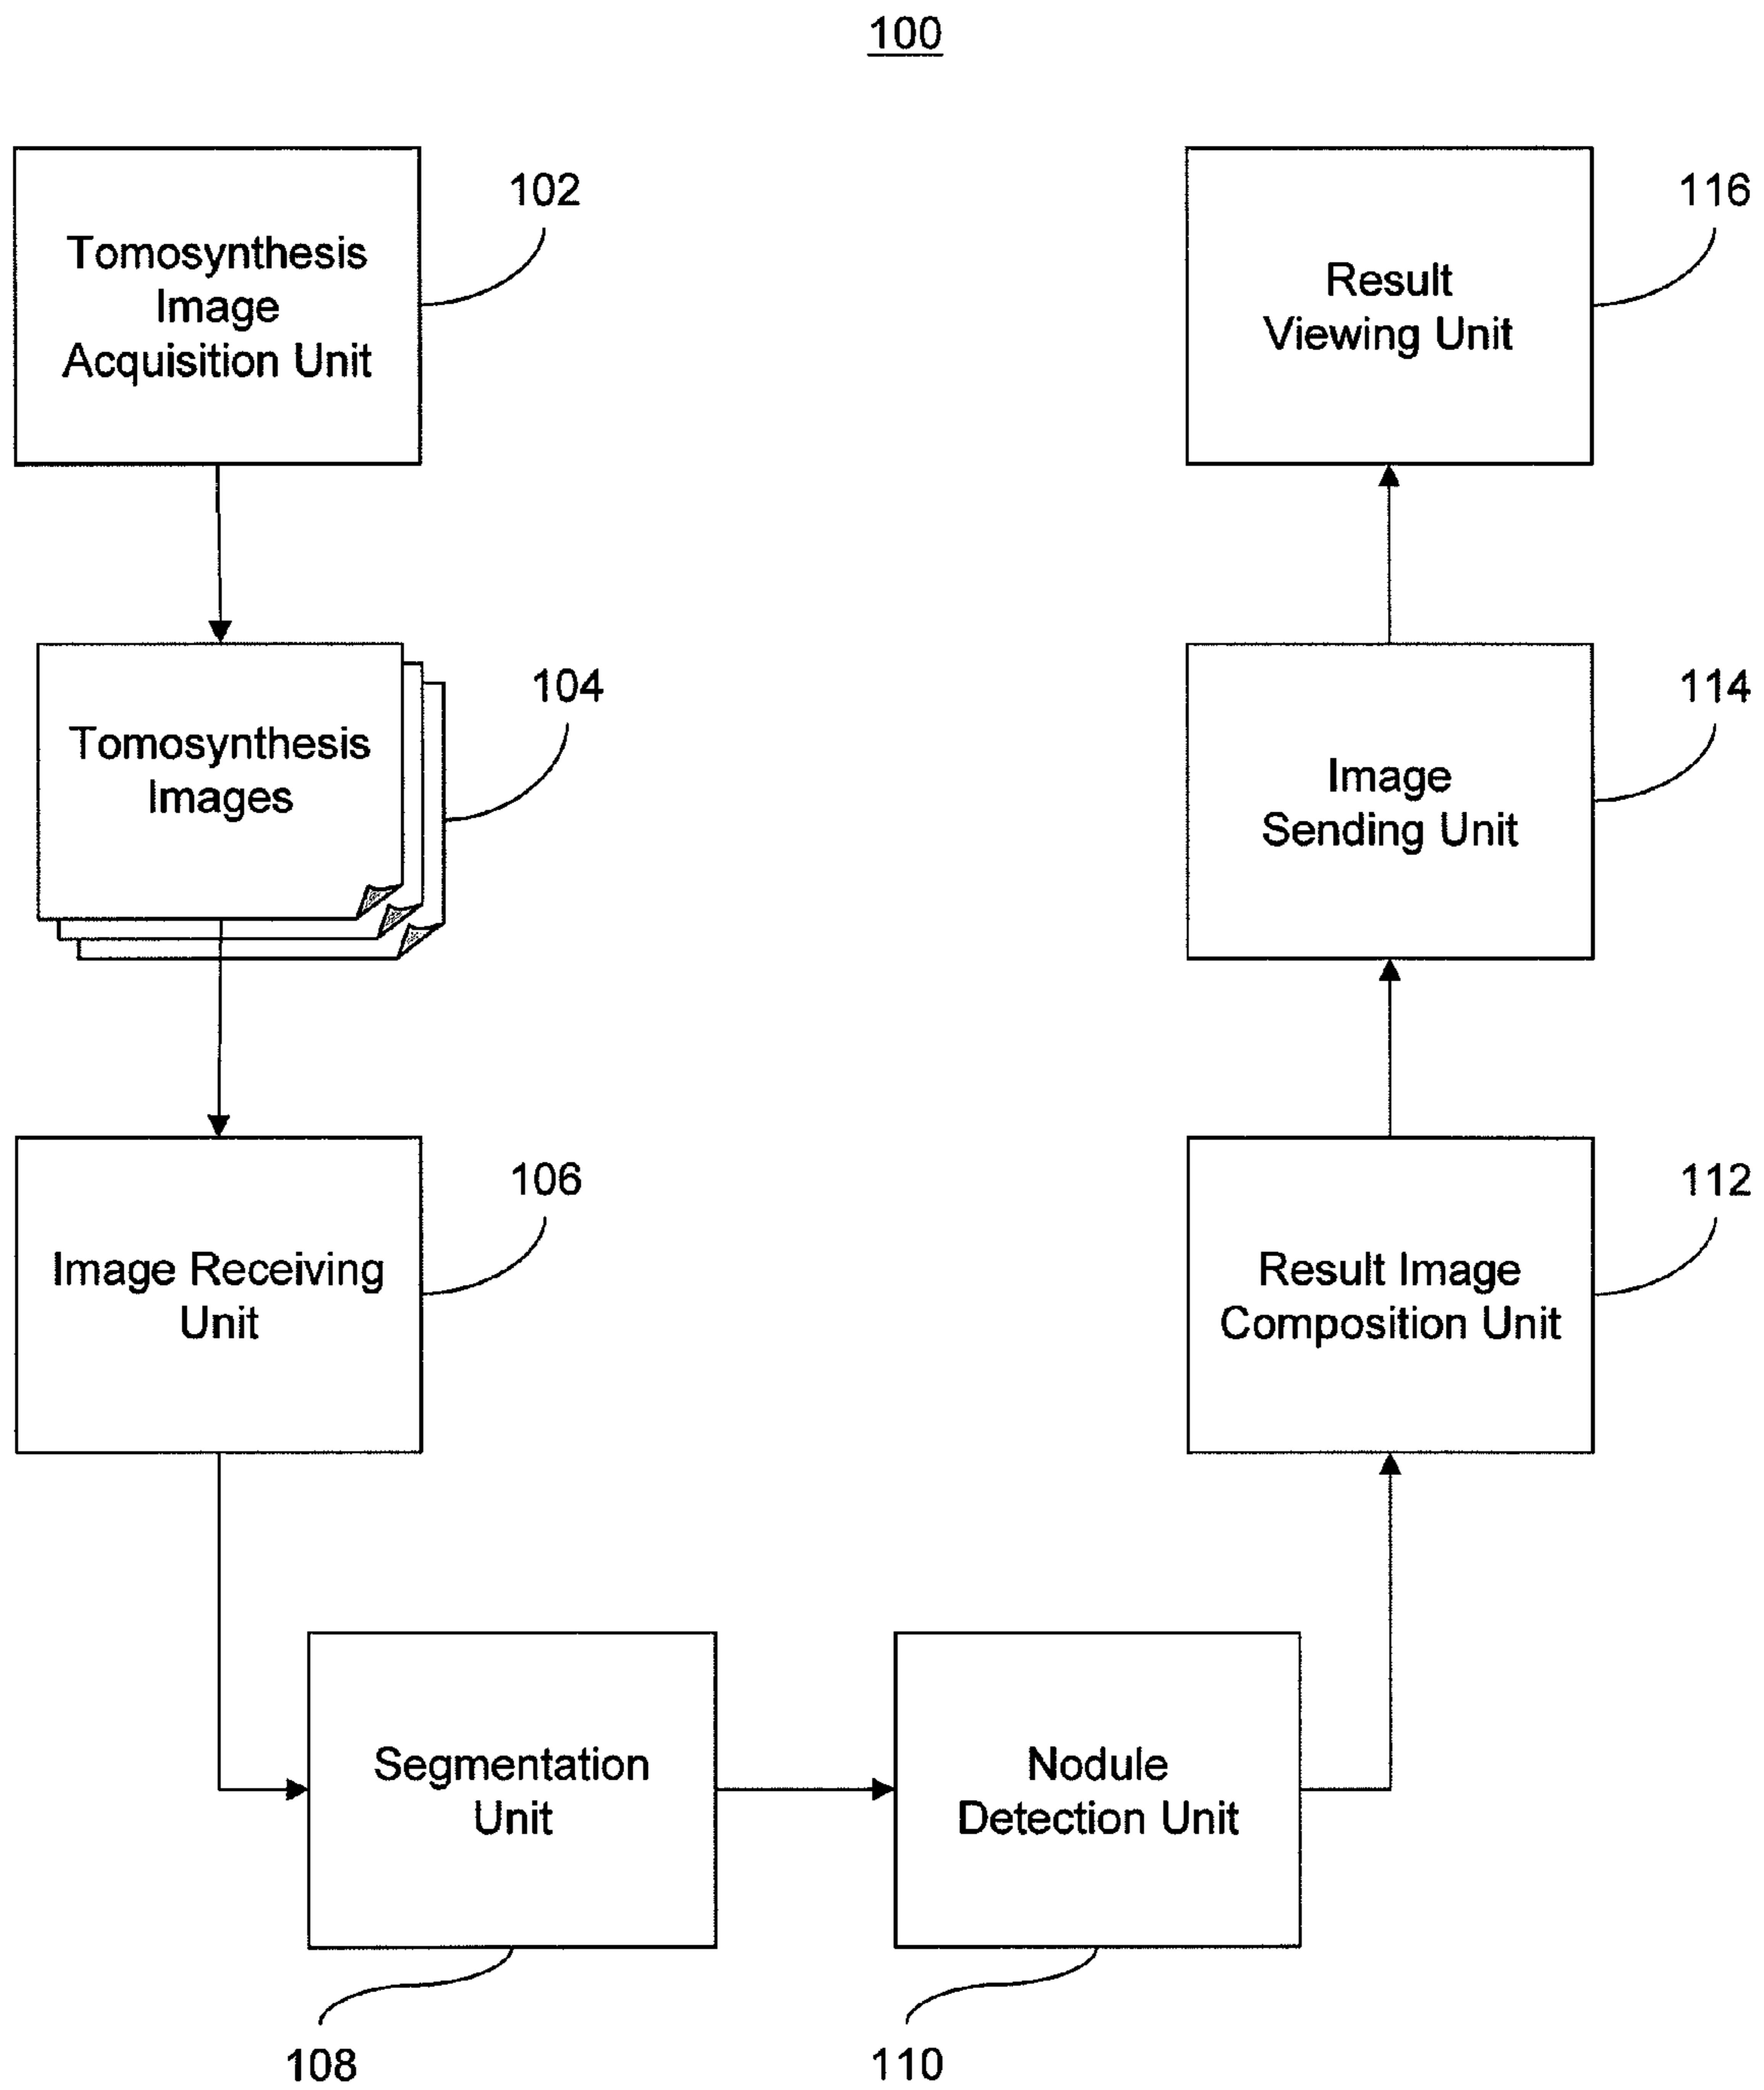 100
Tomosynthesis
Image
Acquisition Unit
102
Tomosynthesis
Images
104
Image Receiving
Unit
106
Segmentation
Unit
108
Nodule
Detection Unit
110
Result Image
Composition Unit
112
Image
Sending Unit
114
Result
Viewing Unit
116